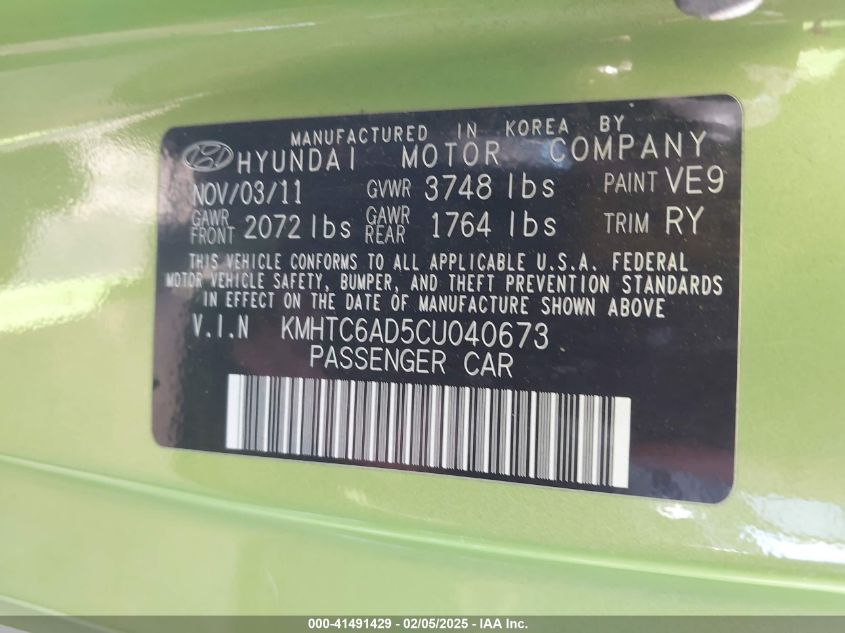 MANUFACTURED IN KOREA BY
HYUNDAI MOTOR COMPANY
NOV/03/11 GVWR 3748 lbs PAINT VE9
GAWR FRONT 2072 lbs GAWR REAR 1764 lbs TRIM RY
THIS VEHICLE CONFORMS TO ALL APPLICABLE U.S.A. FEDERAL
MOTOR VEHICLE SAFETY, BUMPER, AND THEFT PREVENTION STANDARDS
IN EFFECT ON THE DATE OF MANUFACTURE SHOWN ABOVE
V.I.N KMHTC6AD5CU040673
PASSENGER CAR
000-41491429 - 02/05/2025 - IAA Inc.